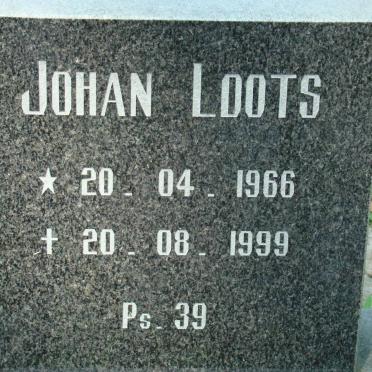 JOHAN LOOTS
★ 20. 04. 1966
✝ 20. 08. 1999
Ps. 39